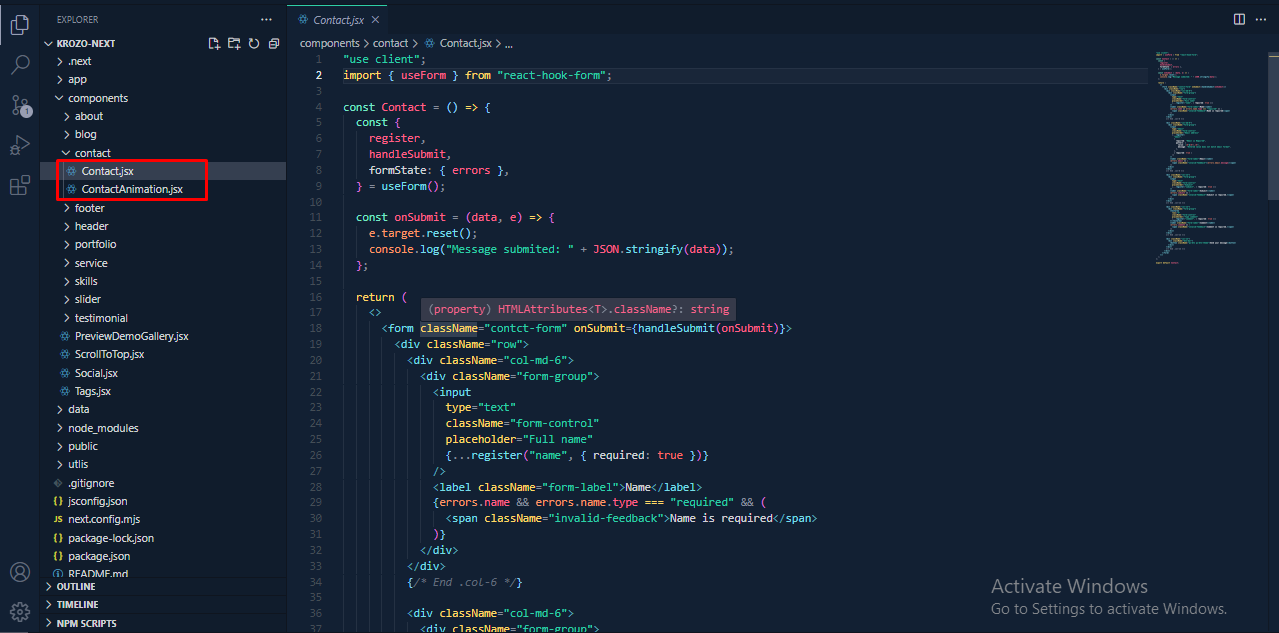 EXPLORER
KROZO-NEXT
.next
app
components
about
blog
contact
Contact.jsx
ContactAnimation.jsx
footer
header
portfolio
service
skills
slider
testimonial
PreviewDemoGallery.jsx
ScrollToTop.jsx
Social.jsx
Tags.jsx
data
node_modules
public
utlis
.gitignore
{} jsconfig.json
JS next.config.mjs
{} package-lock.json
{} package.json
README.md
OUTLINE
TIMELINE
NPM SCRIPTS
1
Contact.jsx
components > contact > Contact.jsx > ...
1 "use client";
2 import { useForm } from "react-hook-form";
3
4 const Contact = () => {
5 const {
6 register,
7 handleSubmit,
8 formState: { errors },
9 } = useForm();
10
11 const onSubmit = (data, e) => {
12 e.target.reset();
13 console.log("Message submited: " + JSON.stringify(data));
14 };
15
16 return (
(property) HTMLAttributes<T>.className?: string
17 <>
18 <form className="contct-form" onSubmit={handleSubmit(onSubmit)}>
19 <div className="row">
20 <div className="col-md-6">
21 <div className="form-group">
22 <input
23 type="text"
24 className="form-control"
25 placeholder="Full name"
26 {...register("name", { required: true })}
27 />
28 <label className="form-label">Name</label>
29 {errors.name && errors.name.type === "required" && (
30 <span className="invalid-feedback">Name is required</span>
31 )}
32 </div>
33 </div>
34 {/* End .col-6 */}
35
36 <div className="col-md-6">
37 <div className="form-group">
Activate Windows
Go to Settings to activate Windows.